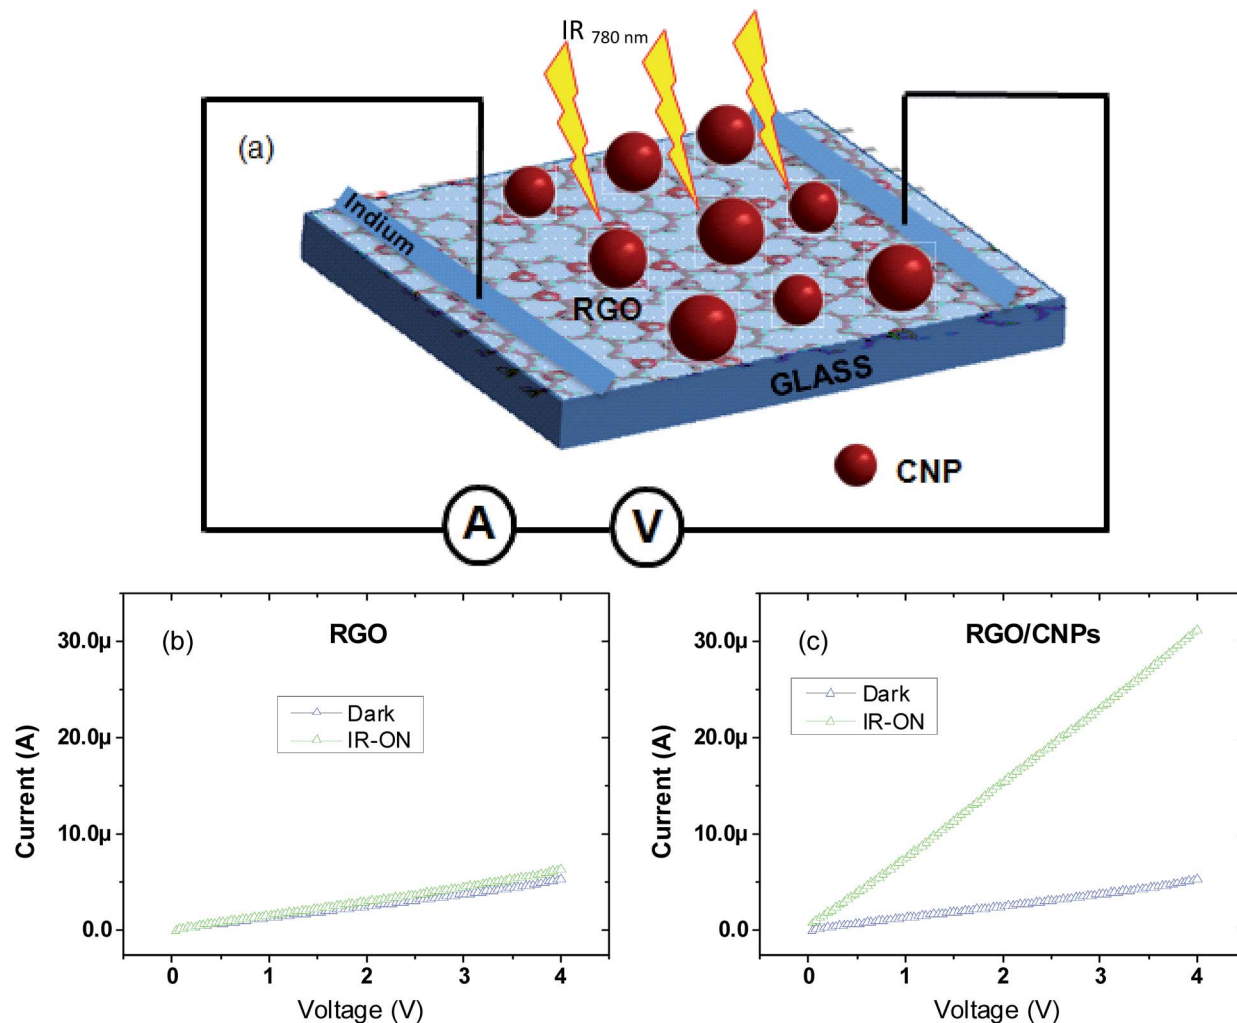 IR 780 nm
(a)
Indium
RGO
GLASS
CNP
A
V
(b)
RGO
Dark
IR-ON
30.0µ
20.0µ
10.0µ
0.0
Current (A)
0 1 2 3 4
Voltage (V)
(c)
RGO/CNPs
Dark
IR-ON
30.0µ
20.0µ
10.0µ
0.0
Current (A)
0 1 2 3 4
Voltage (V)